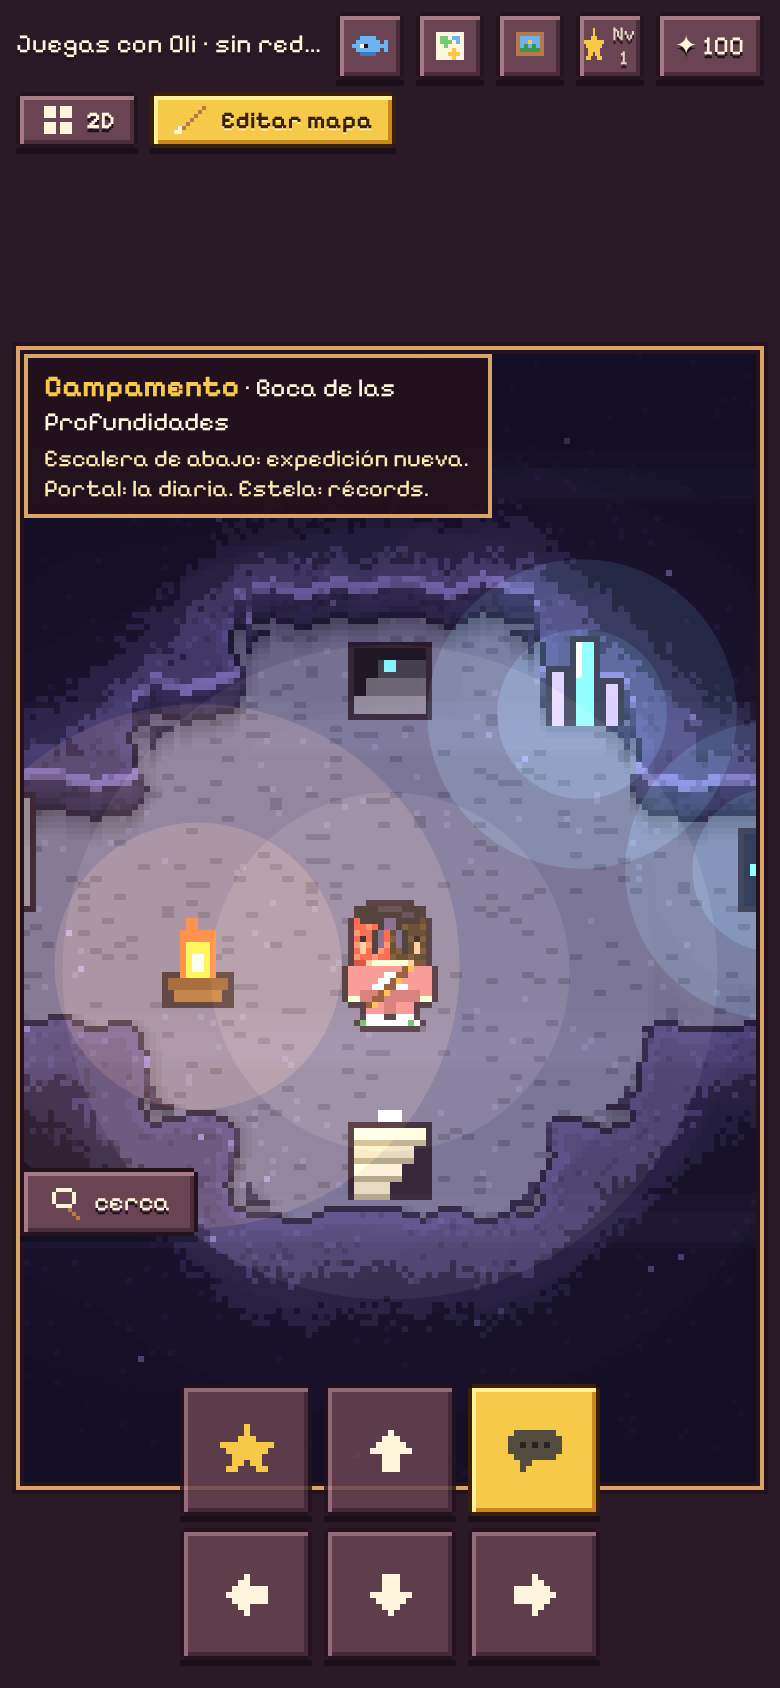 Juegas con Oli · sin red...
Nv
1
100
2D
Editar mapa
Campamento · Boca de las
Profundidades
Escalera de abajo: expedición nueva.
Portal: la diaria. Estela: récords.
cerca